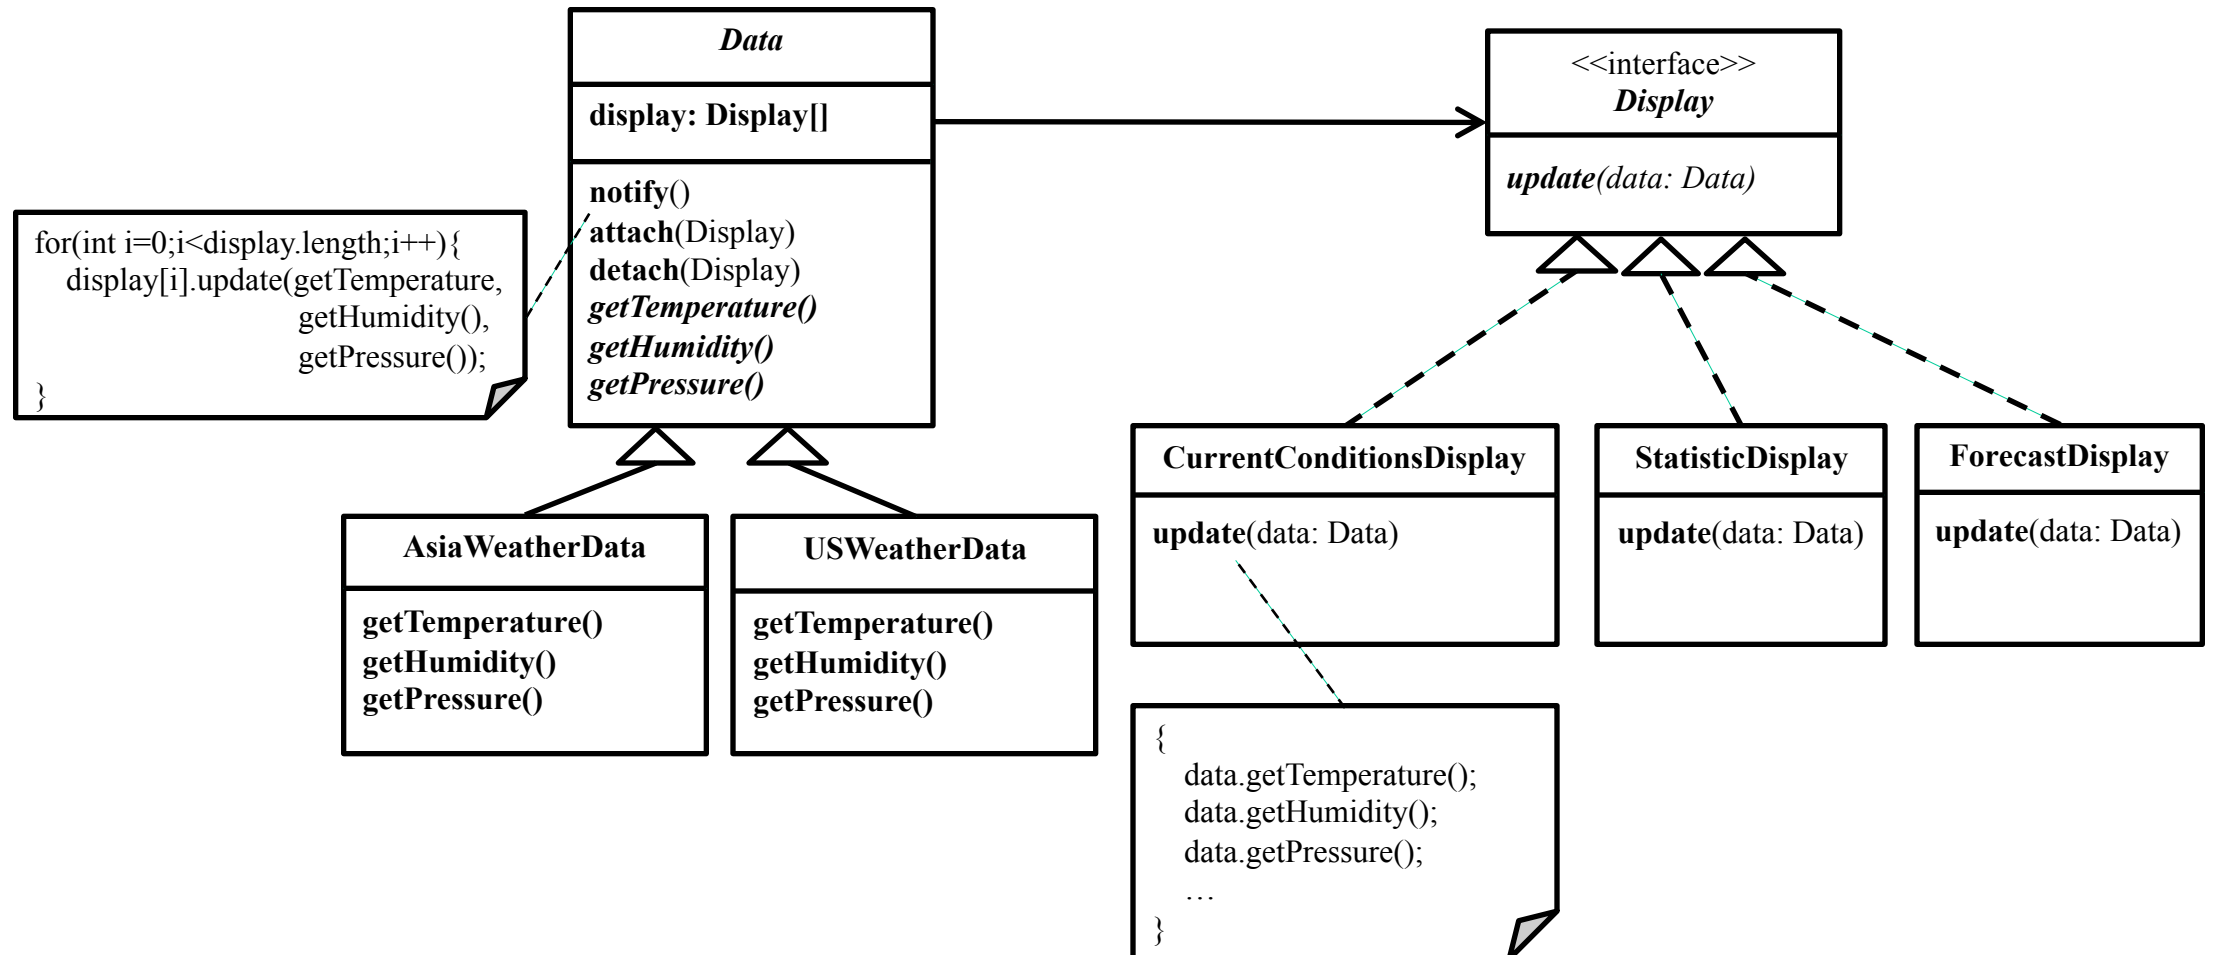 Data
display: Display[]
notify()
attach(Display)
detach(Display)
getTemperature()
getHumidity()
getPressure()
for(int i=0;i<display.length;i++){
display[i].update(getTemperature,
getHumidity(),
getPressure());
}
<<interface>>
Display
update(data: Data)
AsiaWeatherData
getTemperature()
getHumidity()
getPressure()
USWeatherData
getTemperature()
getHumidity()
getPressure()
CurrentConditionsDisplay
update(data: Data)
StatisticDisplay
update(data: Data)
ForecastDisplay
update(data: Data)
{
data.getTemperature();
data.getHumidity();
data.getPressure();
…
}